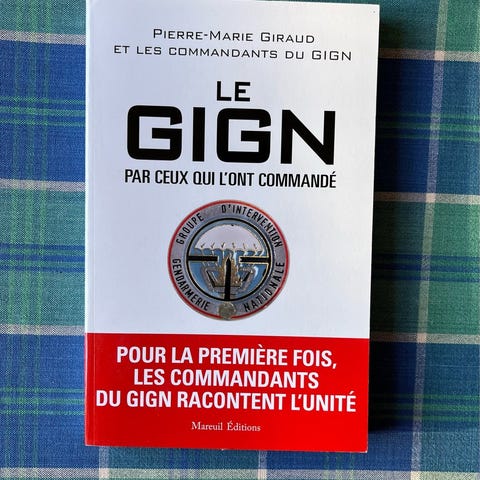 PIERRE-MARIE GIRAUD
ET LES COMMANDANTS DU GIGN
LE
GIGN
PAR CEUX QUI L'ONT COMMANDÉ
GROUPE D'INTERVENTION
GENDARMERIE NATIONALE
POUR LA PREMIÈRE FOIS,
LES COMMANDANTS
DU GIGN RACONTENT L'UNITÉ
Mareuil Éditions